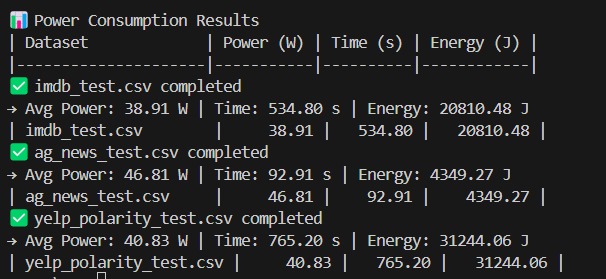 📊 Power Consumption Results
| Dataset              | Power (W) | Time (s) | Energy (J) |
|----------------------|-----------|----------|------------|
✅ imdb_test.csv completed
→ Avg Power: 38.91 W | Time: 534.80 s | Energy: 20810.48 J
| imdb_test.csv        |     38.91 |   534.80 |   20810.48 |
✅ ag_news_test.csv completed
→ Avg Power: 46.81 W | Time: 92.91 s | Energy: 4349.27 J
| ag_news_test.csv     |     46.81 |    92.91 |    4349.27 |
✅ yelp_polarity_test.csv completed
→ Avg Power: 40.83 W | Time: 765.20 s | Energy: 31244.06 J
| yelp_polarity_test.csv |     40.83 |   765.20 |   31244.06 |